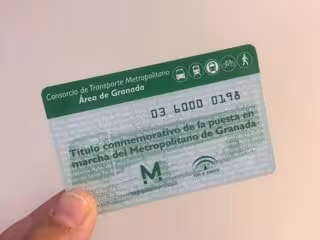 Consorcio de Transporte Metropolitano
Área de Granada
03 6000 0198
Título conmemorativo de la puesta en
marcha del Metropolitano de Granada
M